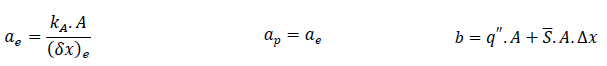 a_e = k_A.A / (δx)_e    a_p = a_e    b = q".A + S̅.A.Δx